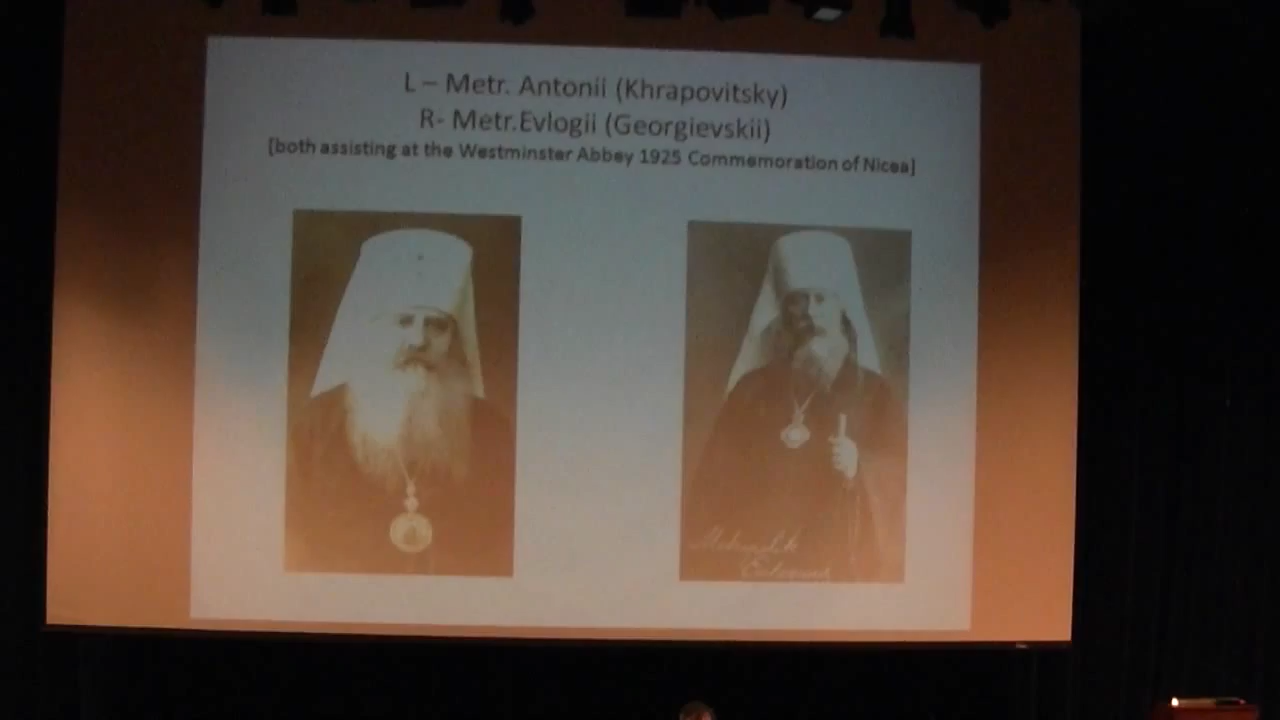 L – Metr. Antonii (Khrapovitsky)
R- Metr.Evlogii (Georgievskii)
[both assisting at the Westminster Abbey 1925 Commemoration of Nicea]